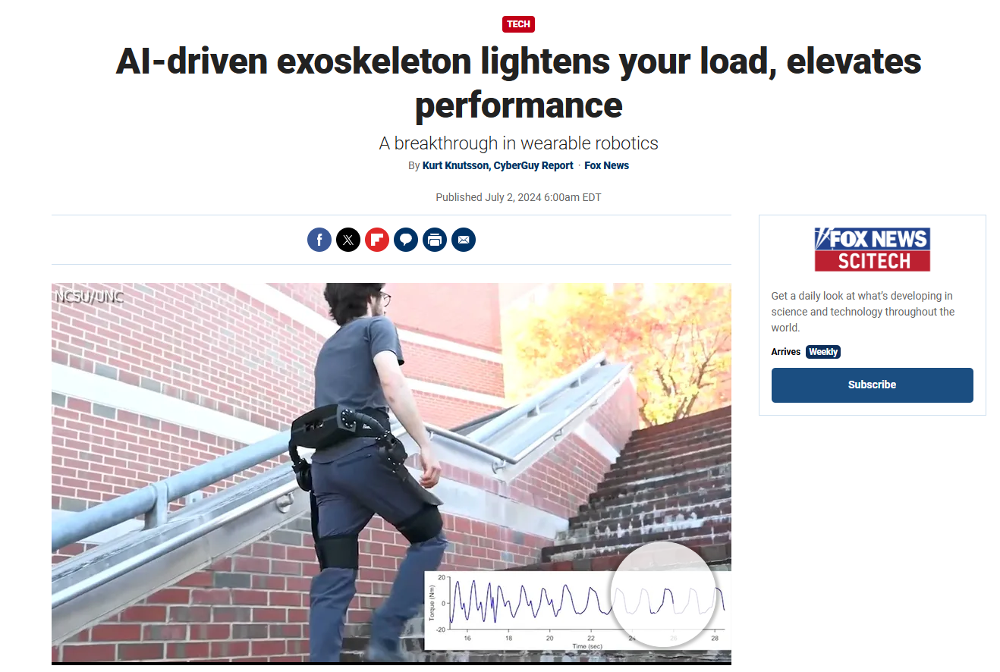 TECH
AI-driven exoskeleton lightens your load, elevates
performance
A breakthrough in wearable robotics
By Kurt Knutsson, CyberGuy Report · Fox News
Published July 2, 2024 6:00am EDT
f X
FOX NEWS
SCITECH
Get a daily look at what's developing in
science and technology throughout the
world.
Arrives Weekly
Subscribe
NCSU/UNC
20
0
-20
Torque (Nm)
16 18 20 22 24 26 28
Time (sec)